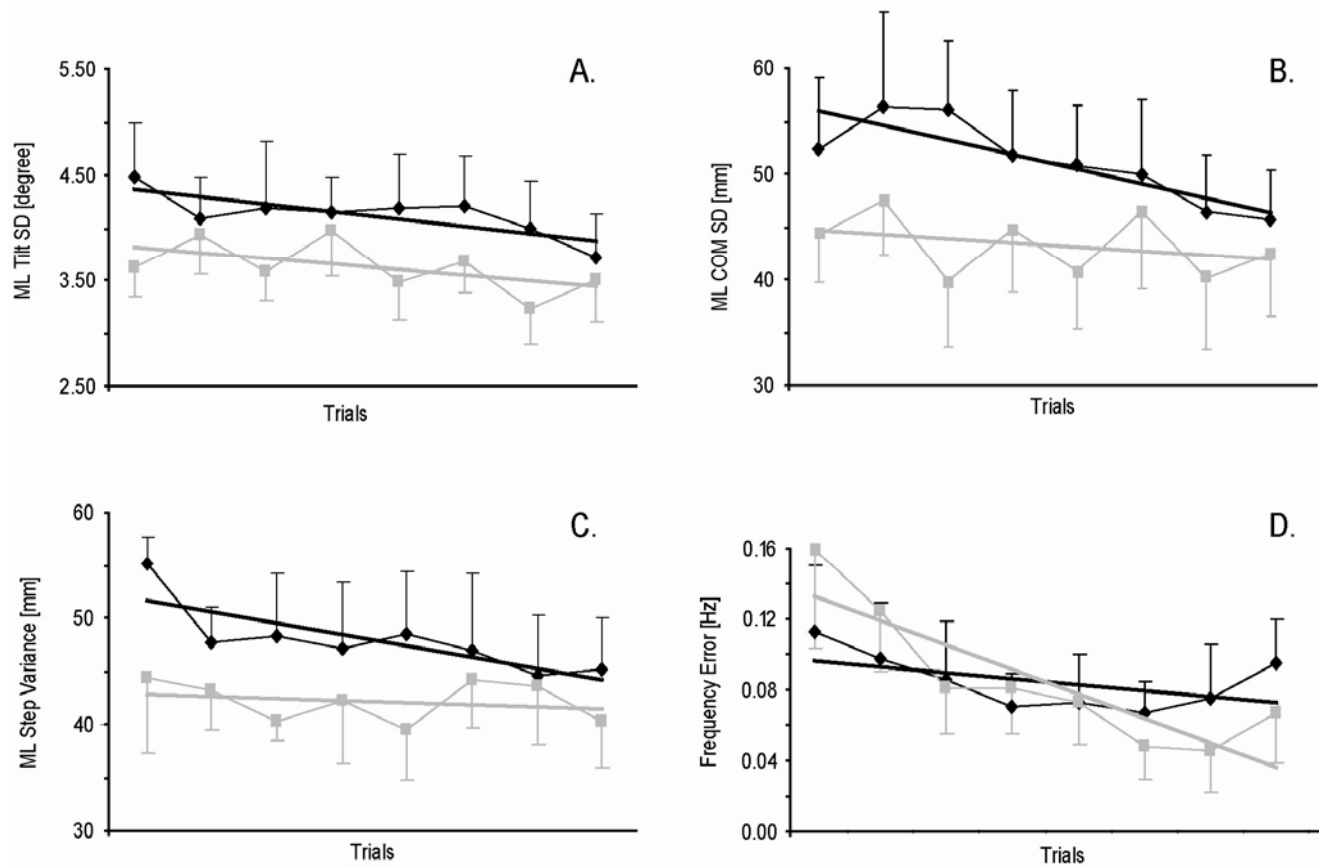 A.
ML Tilt SD [degree]
5.50
4.50
3.50
2.50
Trials
B.
ML COM SD [mm]
60
50
40
30
Trials
C.
ML Step Variance [mm]
60
50
40
30
Trials
D.
Frequency Error [Hz]
0.16
0.12
0.08
0.04
0.00
Trials